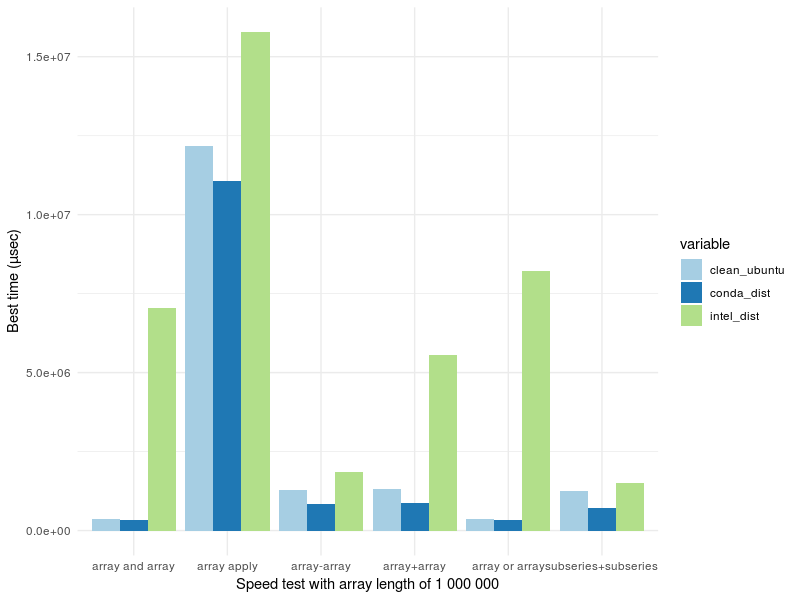 Best time (µsec)
1.5e+07
1.0e+07
5.0e+06
0.0e+00
array and array
array apply
array-array
array+array
array or array
subseries+subseries
Speed test with array length of 1 000 000
variable
clean_ubuntu
conda_dist
intel_dist